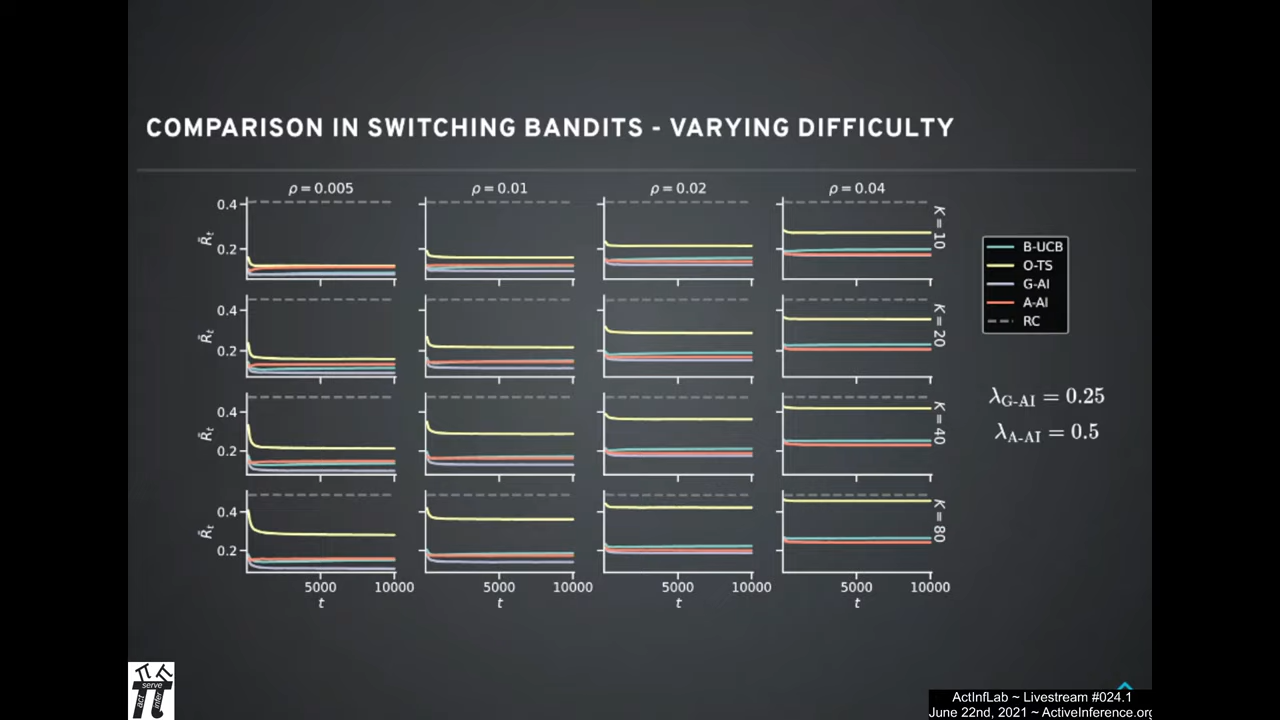 COMPARISON IN SWITCHING BANDITS - VARYING DIFFICULTY
ρ = 0.005
ρ = 0.01
ρ = 0.02
ρ = 0.04
0.4
0.2
R̃t
K = 10
0.4
0.2
R̃t
K = 20
0.4
0.2
R̃t
K = 40
0.4
0.2
R̃t
K = 80
5000 10000
t
5000 10000
t
5000 10000
t
5000 10000
t
B-UCB
O-TS
G-AI
A-AI
RC
λG-AI = 0.25
λA-AI = 0.5
act
serve
infer
ActInfLab ~ Livestream #024.1
June 22nd, 2021 ~ ActiveInference.org